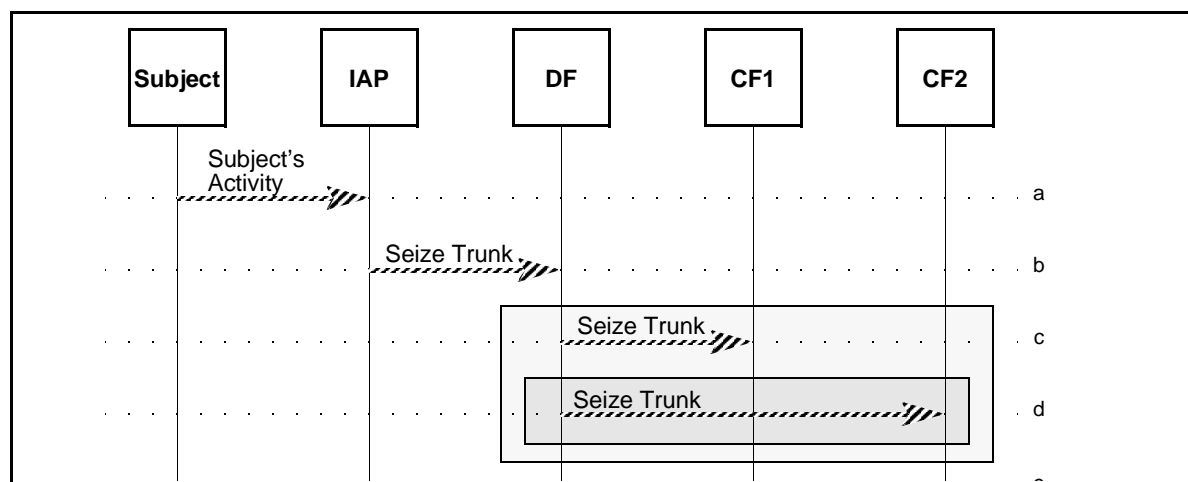 Subject IAP DF CF1 CF2
Subject's
Activity
a
Seize Trunk
b
Seize Trunk
c
Seize Trunk
d